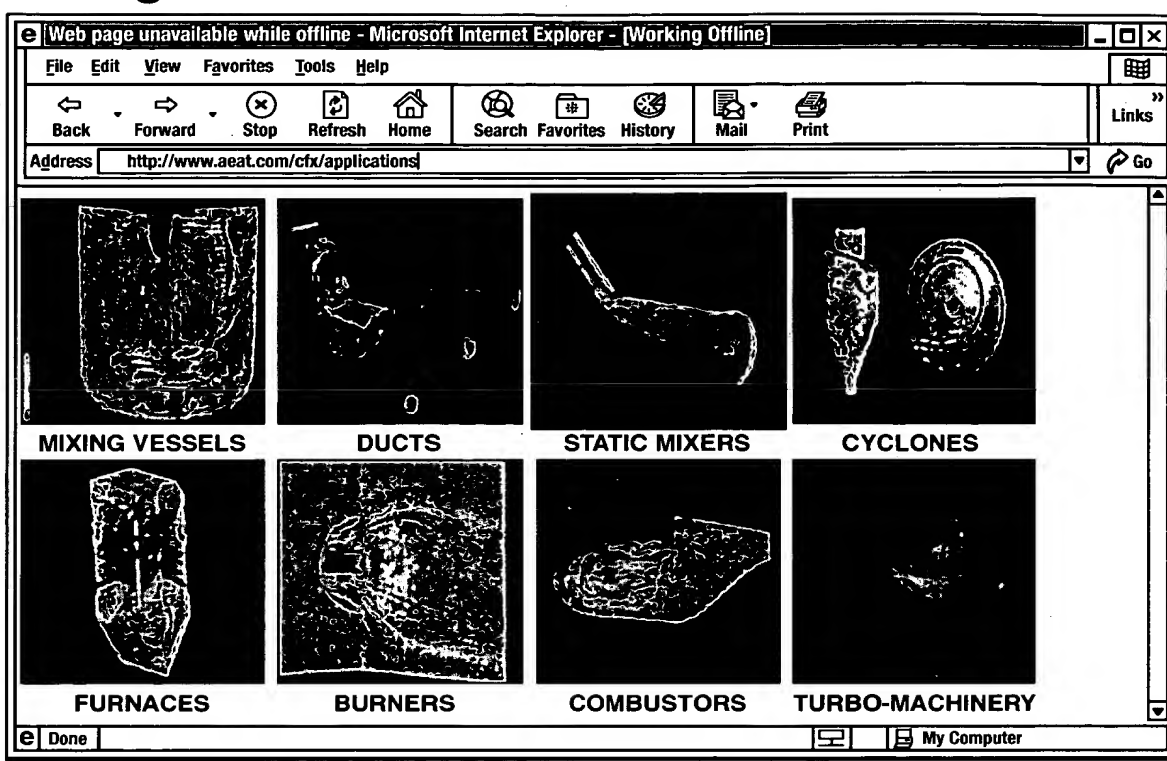 e Web page unavailable while offline - Microsoft Internet Explorer - [Working Offline]
File Edit View Favorites Tools Help
Back Forward Stop Refresh Home Search Favorites History Mail Print Links
Address http://www.aeat.com/cfx/applications Go
MIXING VESSELS DUCTS STATIC MIXERS CYCLONES
FURNACES BURNERS COMBUSTORS TURBO-MACHINERY
e Done My Computer